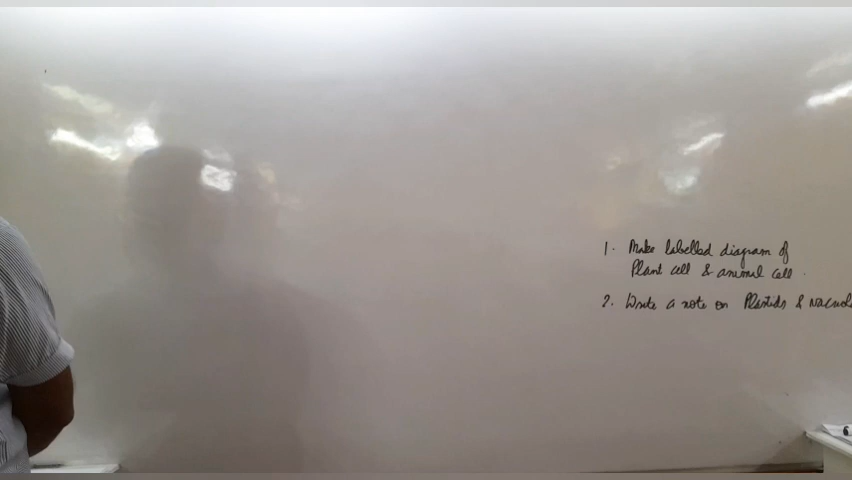 1. Make labelled diagram of
Plant cell & animal cell.
2. Write a note on Plastids &